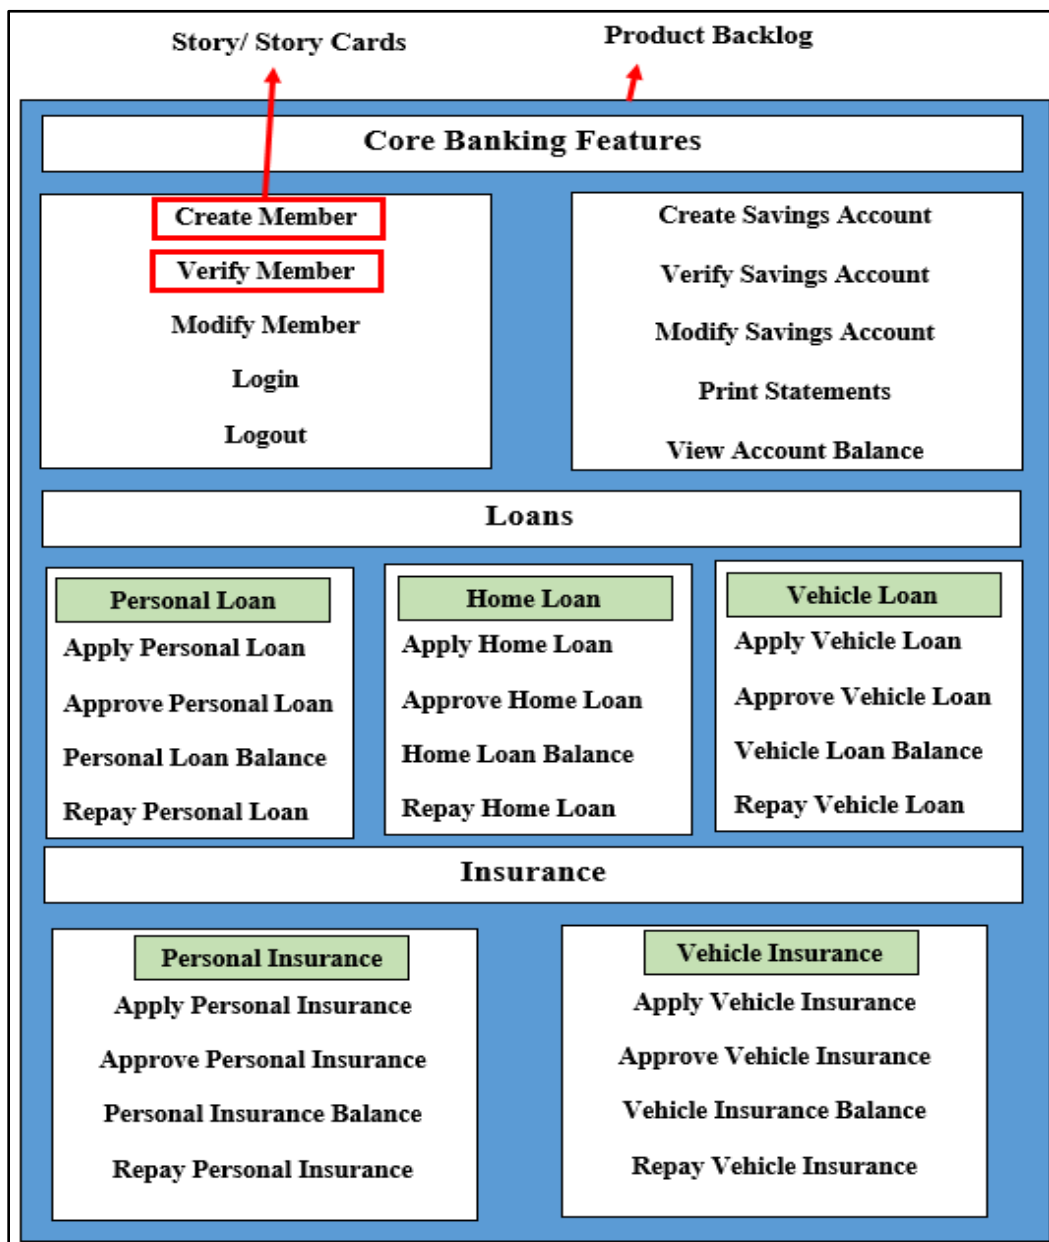 Story/ Story Cards
Product Backlog
Core Banking Features
Create Member
Verify Member
Modify Member
Login
Logout
Create Savings Account
Verify Savings Account
Modify Savings Account
Print Statements
View Account Balance
Loans
Personal Loan
Apply Personal Loan
Approve Personal Loan
Personal Loan Balance
Repay Personal Loan
Home Loan
Apply Home Loan
Approve Home Loan
Home Loan Balance
Repay Home Loan
Vehicle Loan
Apply Vehicle Loan
Approve Vehicle Loan
Vehicle Loan Balance
Repay Vehicle Loan
Insurance
Personal Insurance
Apply Personal Insurance
Approve Personal Insurance
Personal Insurance Balance
Repay Personal Insurance
Vehicle Insurance
Apply Vehicle Insurance
Approve Vehicle Insurance
Vehicle Insurance Balance
Repay Vehicle Insurance